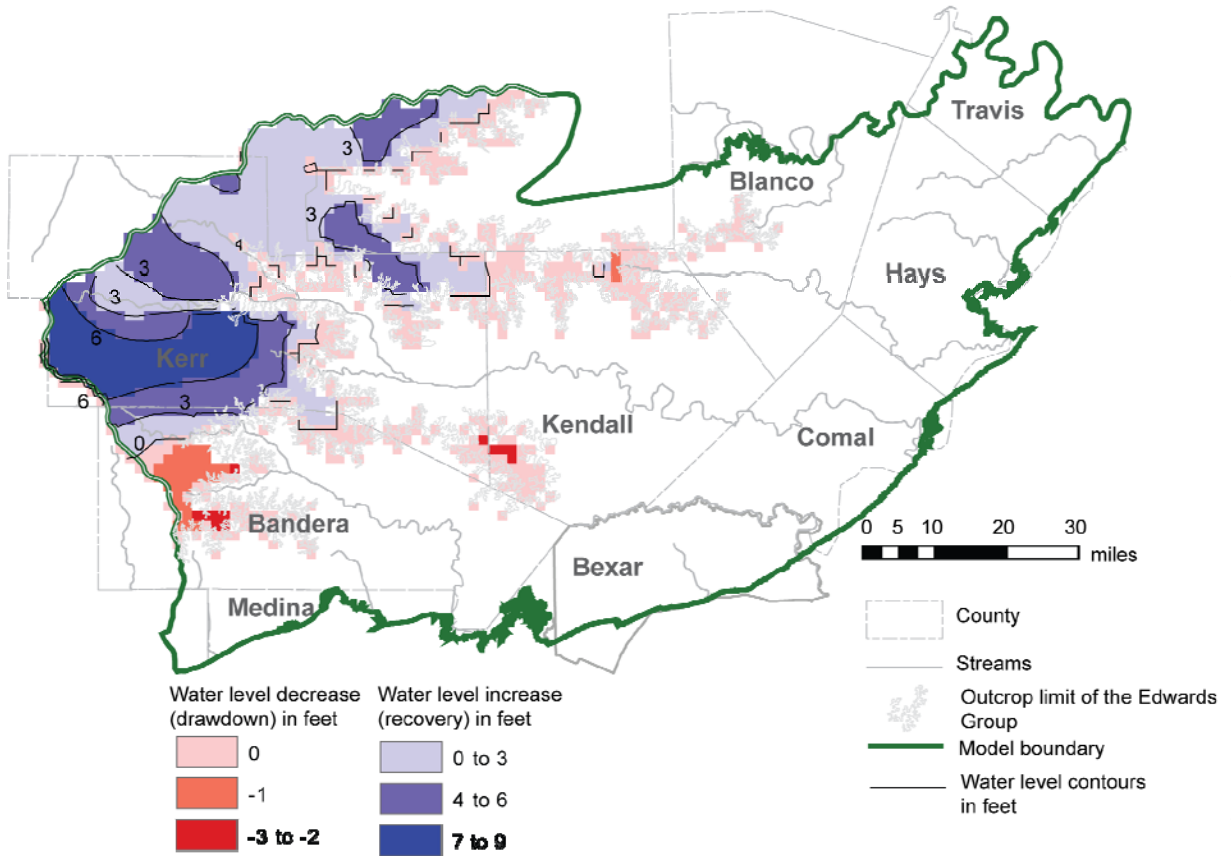 Travis
Blanco
3
3
Hays
3
3
6
Kerr
6
3
Kendall
Comal
0
Bandera
0 5 10 20 30
miles
Bexar
Medina
County
Streams
Outcrop limit of the Edwards
Group
Model boundary
Water level contours
in feet
Water level decrease
(drawdown) in feet
0
-1
-3 to -2
Water level increase
(recovery) in feet
0 to 3
4 to 6
7 to 9